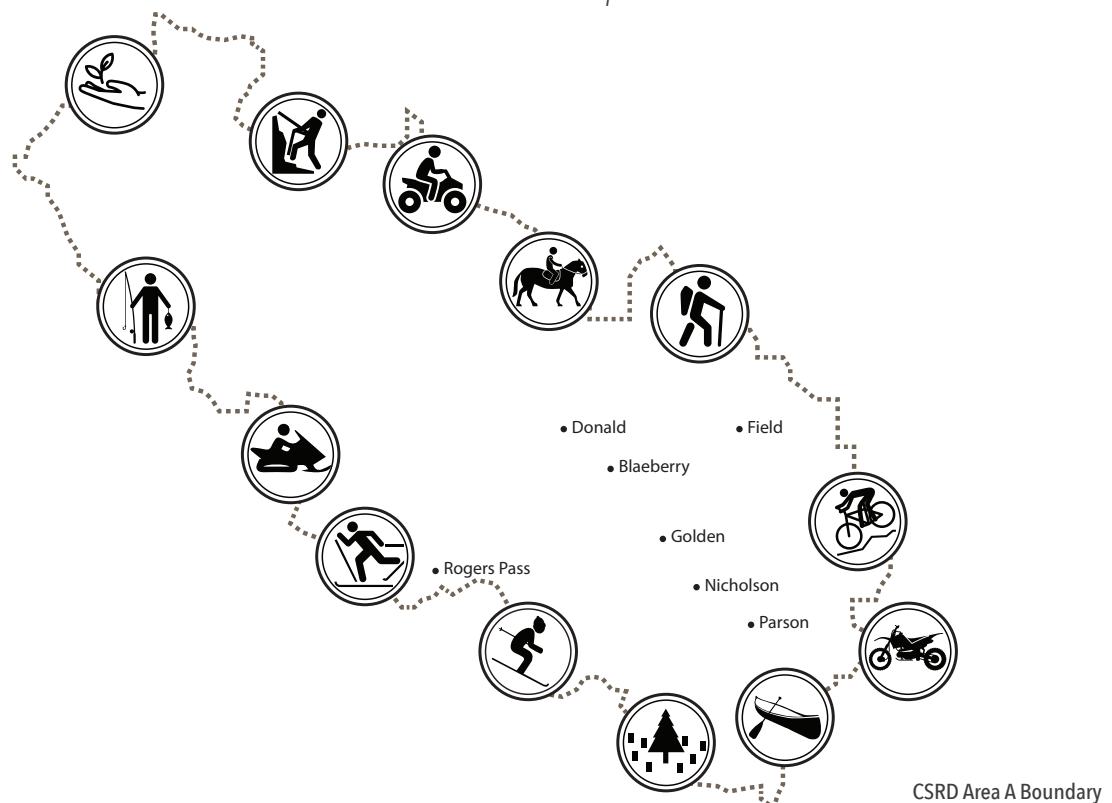 Donald
Field
Blaeberry
Golden
Rogers Pass
Nicholson
Parson
CSRD Area A Boundary